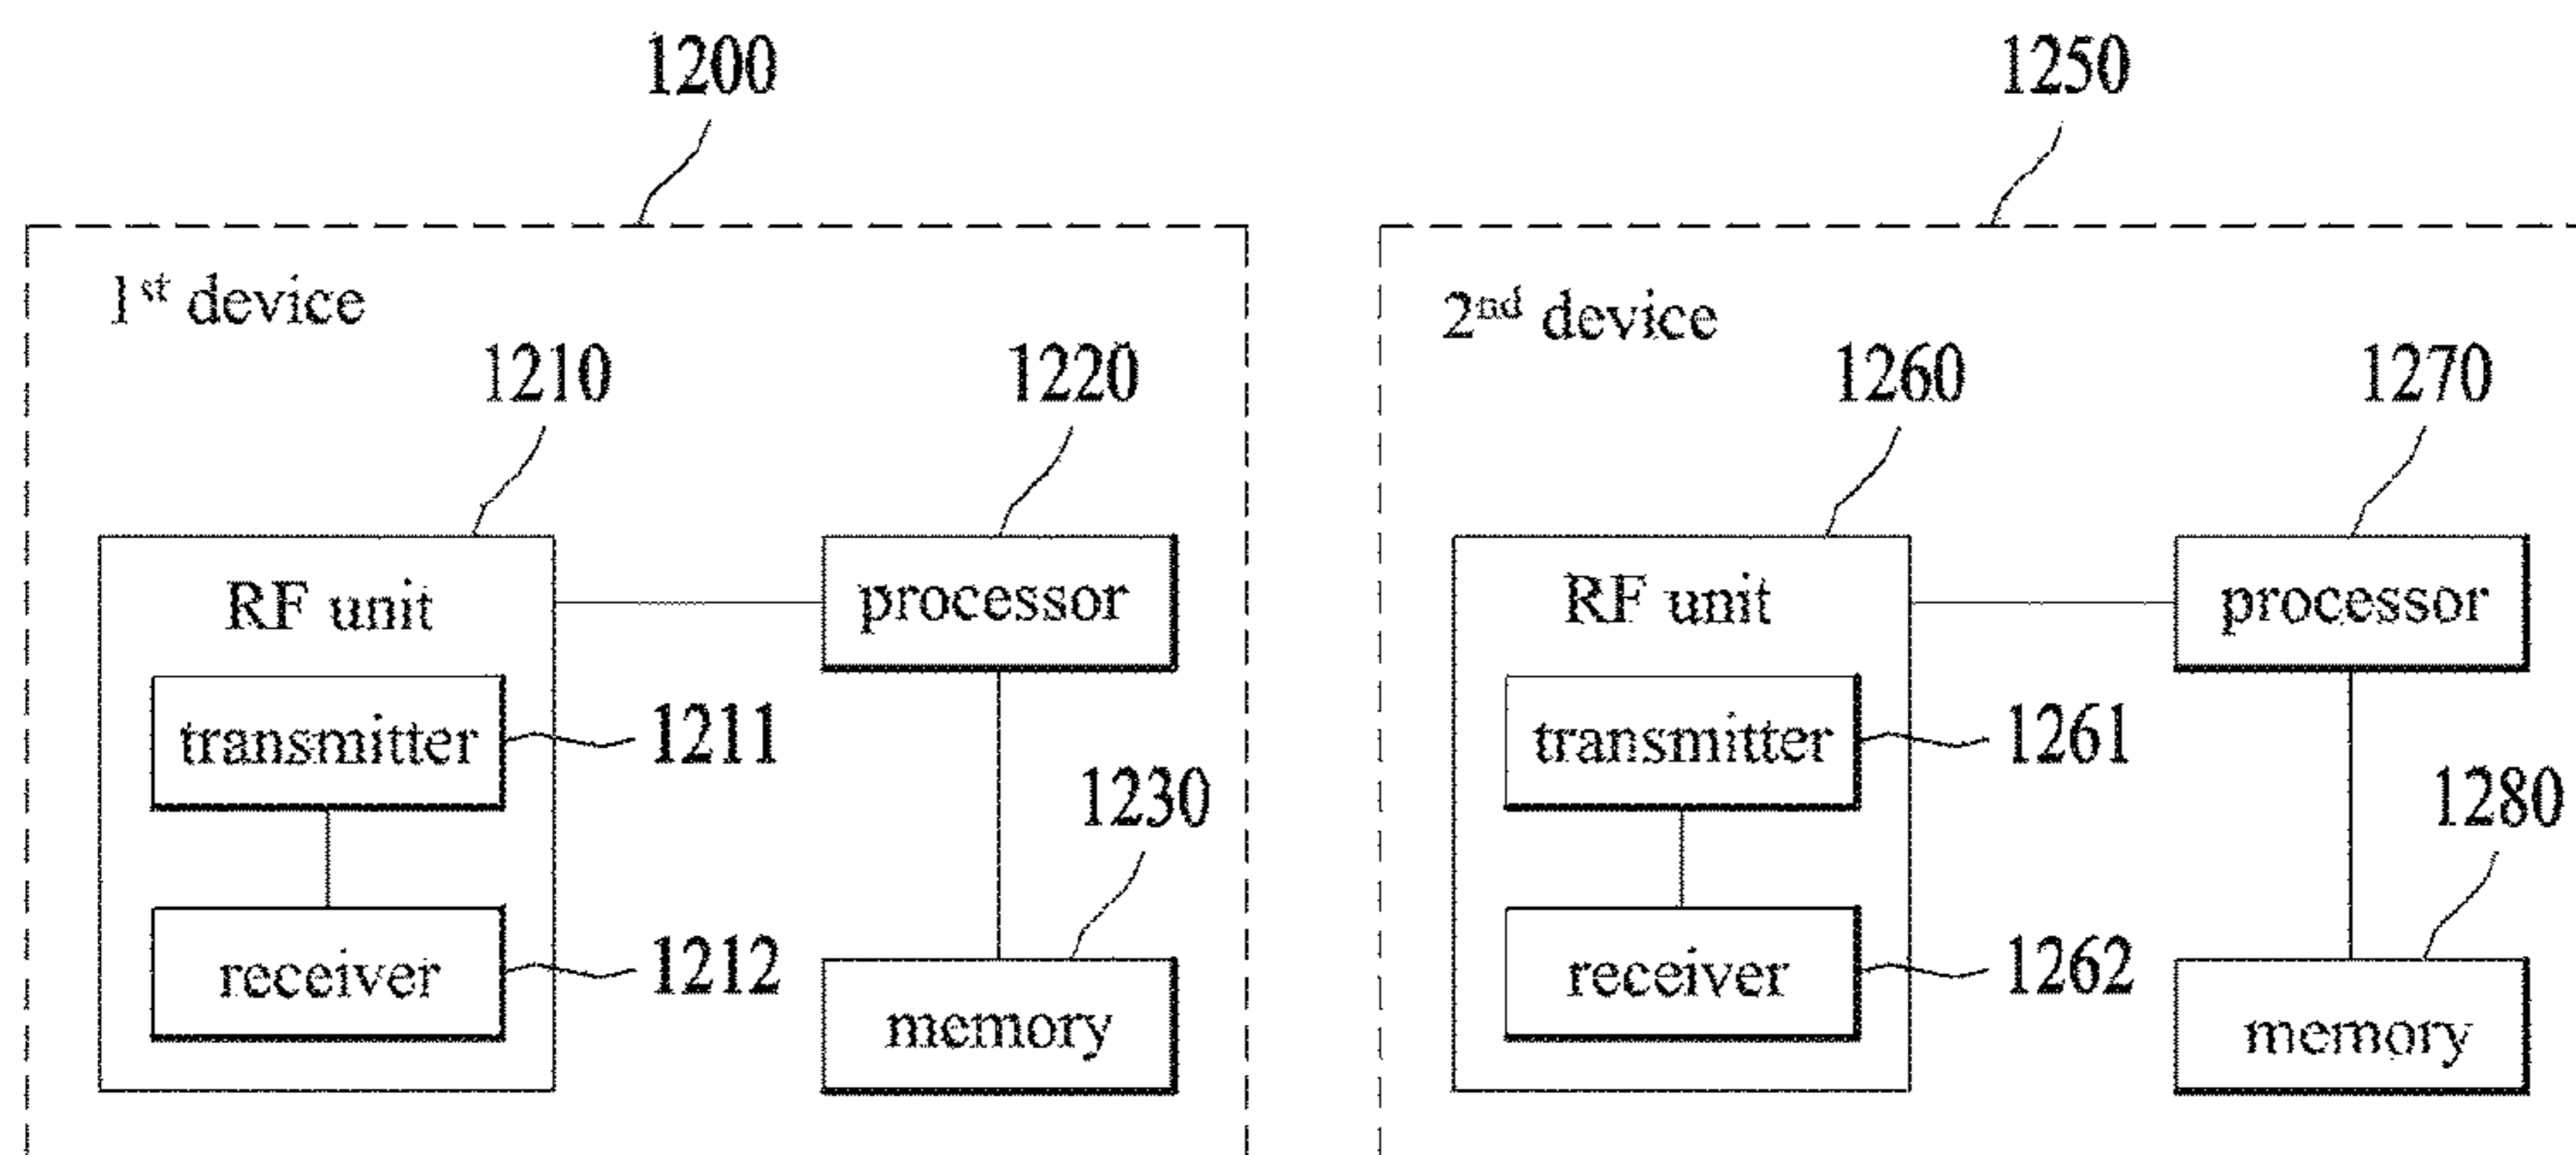 1200
1250
1st device
2nd device
1210
1220
1260
1270
RF unit
processor
RF unit
processor
transmitter
1211
transmitter
1261
1230
1280
receiver
1212
receiver
1262
memory
memory